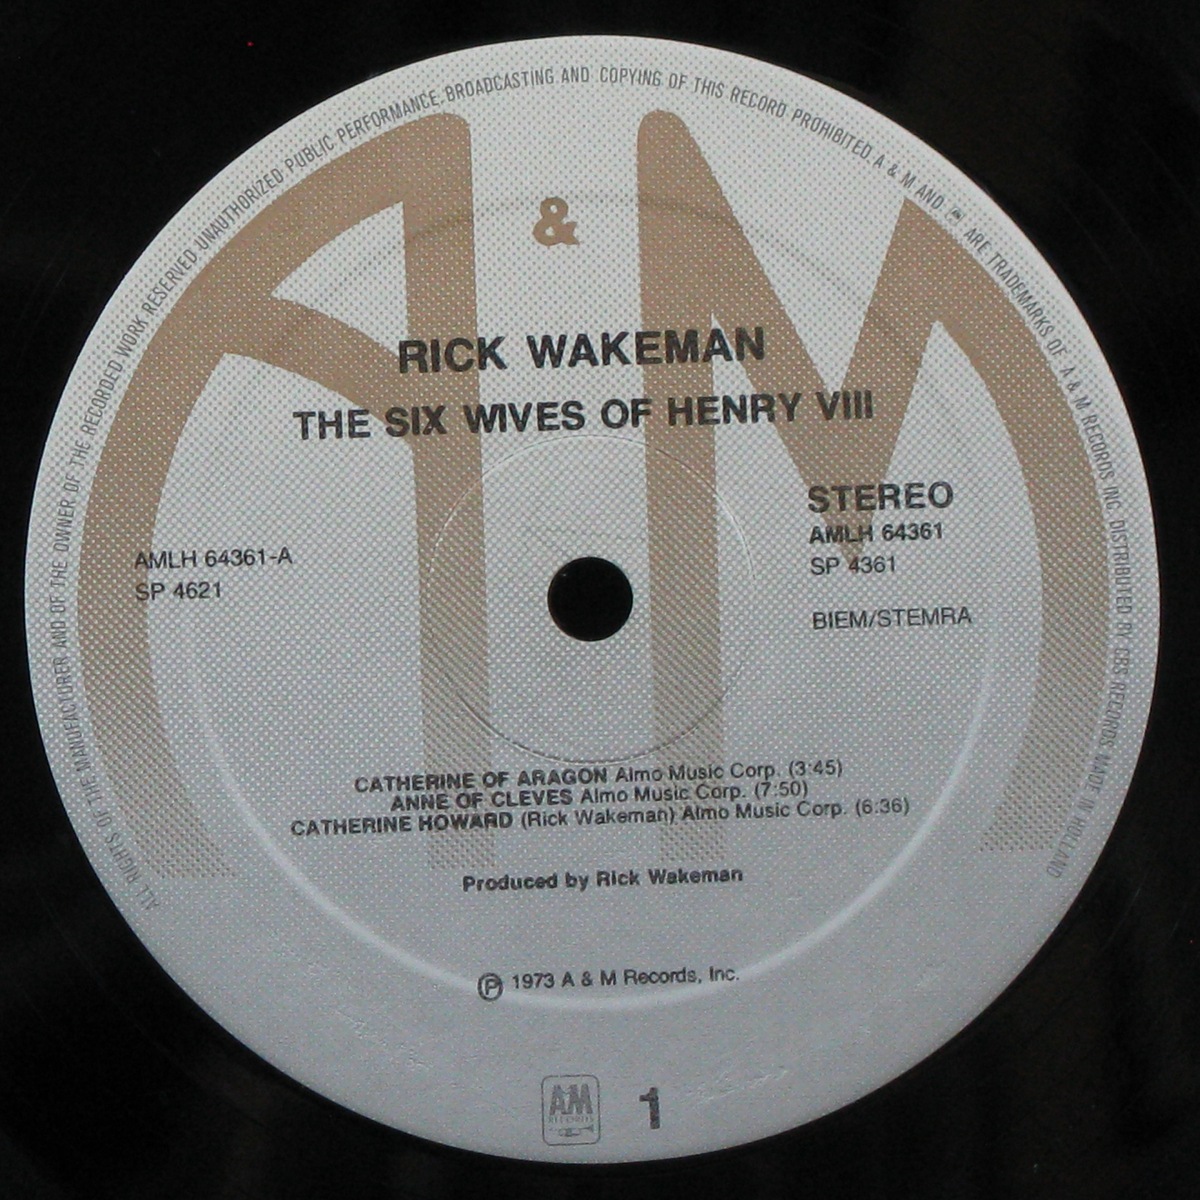 ALL RIGHTS OF THE MANUFACTURER AND OF THE OWNER OF THE RECORDED WORK RESERVED UNAUTHORIZED PUBLIC PERFORMANCE, BROADCASTING AND COPYING OF THIS RECORD PROHIBITED. A & M AND AM ARE TRADEMARKS OF A & M RECORDS INC. DISTRIBUTED BY CBS RECORDS MADE IN HOLLAND
A & M
RICK WAKEMAN
THE SIX WIVES OF HENRY VIII
STEREO
AMLH 64361
SP 4361
BIEM/STEMRA
AMLH 64361-A
SP 4621
CATHERINE OF ARAGON Almo Music Corp. (3:45)
ANNE OF CLEVES Almo Music Corp. (7:50)
CATHERINE HOWARD (Rick Wakeman) Almo Music Corp. (6:36)
Produced by Rick Wakeman
Ⓟ 1973 A & M Records, Inc.
AM
RECORDS
1